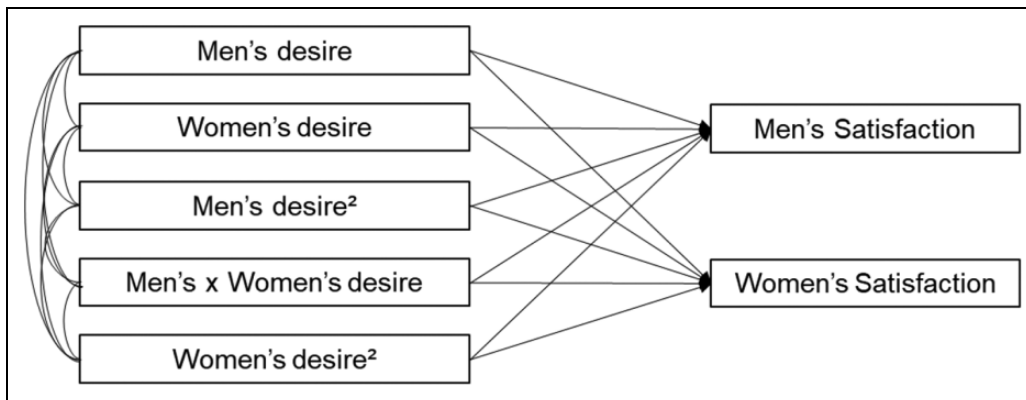 Men's desire
Women's desire
Men's desire²
Men's x Women's desire
Women's desire²
Men's Satisfaction
Women's Satisfaction